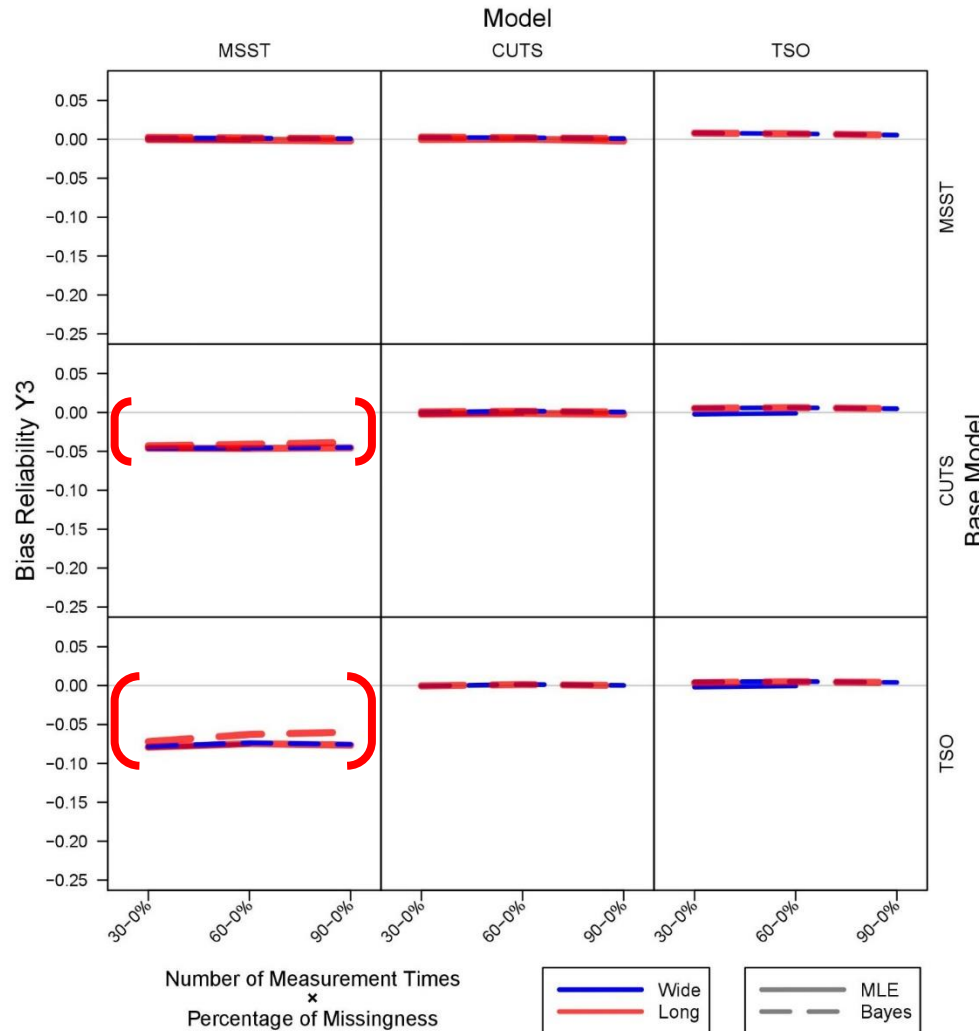 Model
MSST CUTS TSO
0.05
0.00
−0.05
−0.10
−0.15
−0.20
−0.25
MSST
0.05
0.00
−0.05
−0.10
−0.15
−0.20
−0.25
CUTS
0.05
0.00
−0.05
−0.10
−0.15
−0.20
−0.25
TSO
Bias Reliability Y3
Base Model
30−0% 60−0% 90−0% 30−0% 60−0% 90−0% 30−0% 60−0% 90−0%
Number of Measurement Times
×
Percentage of Missingness
Wide
Long
MLE
Bayes